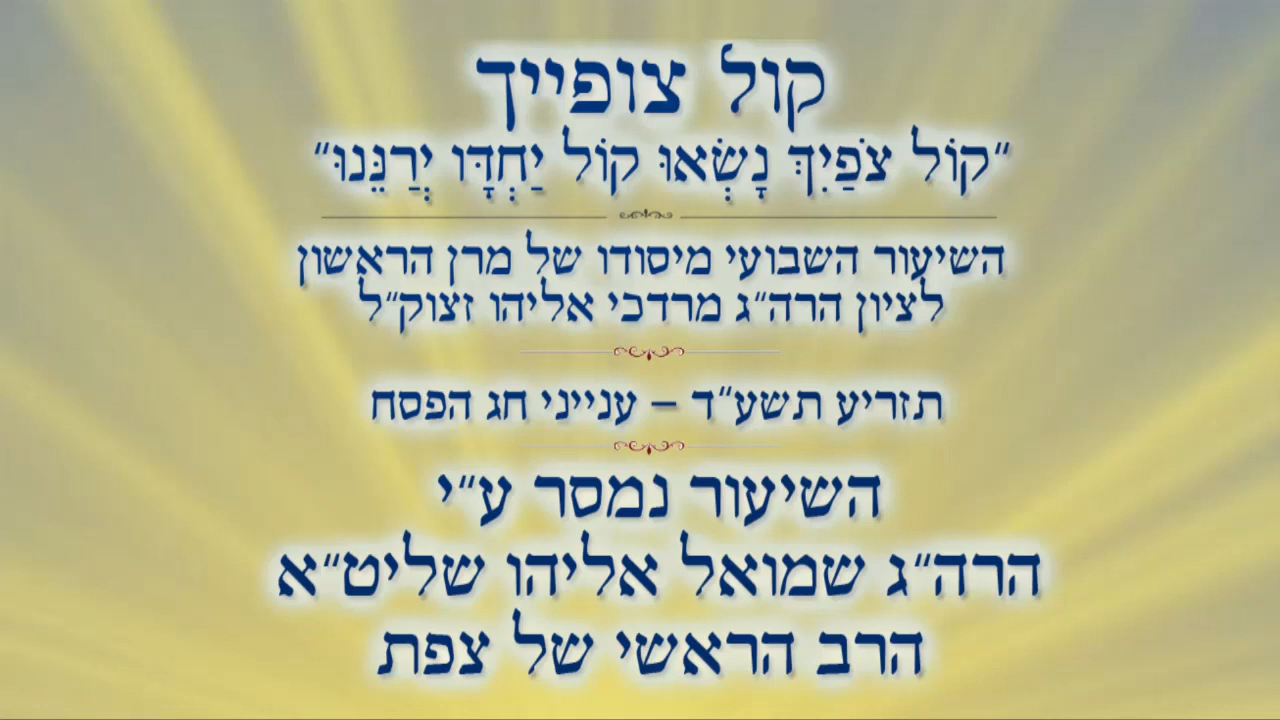 קול צופייך
"קוֹל צֹפַיִךְ נָשְׂאוּ קוֹל יַחְדָּו יְרַנֵּנוּ"
השיעור השבועי מיסודו של מרן הראשון
לציון הרה"ג מרדכי אליהו זצוק"ל
תזריע תשע"ד – ענייני חג הפסח
השיעור נמסר ע"י
הרה"ג שמואל אליהו שליט"א
הרב הראשי של צפת